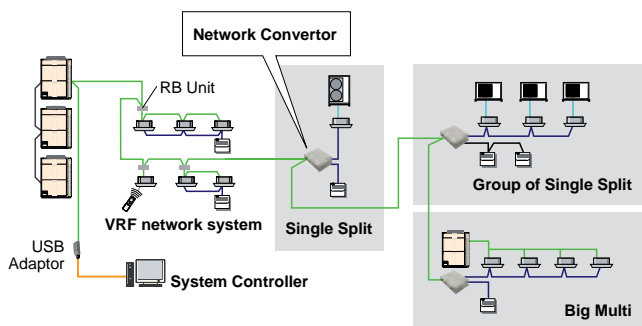 Network Convertor
RB Unit
VRF network system
Single Split
Group of Single Split
USB
Adaptor
System Controller
Big Multi